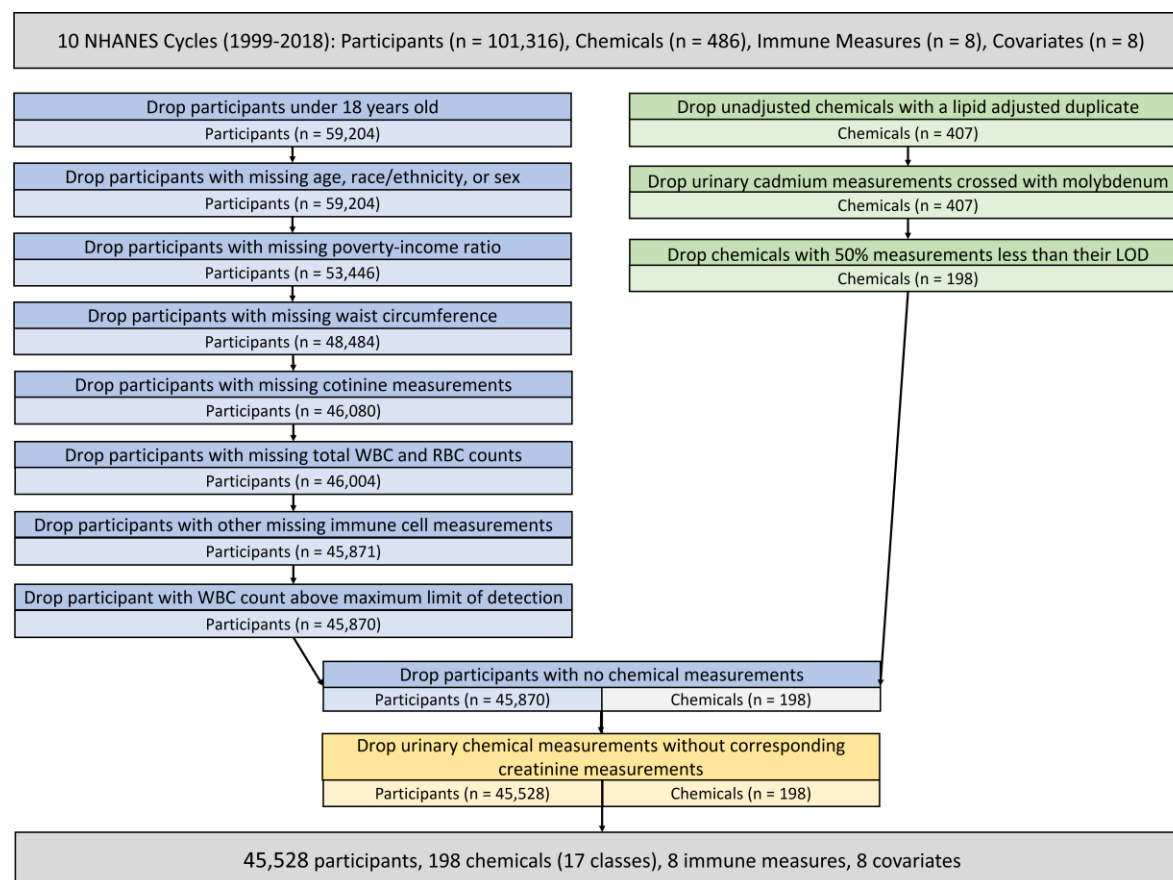 10 NHANES Cycles (1999-2018): Participants (n = 101,316), Chemicals (n = 486), Immune Measures (n = 8), Covariates (n = 8)
Drop participants under 18 years old
Participants (n = 59,204)
Drop participants with missing age, race/ethnicity, or sex
Participants (n = 59,204)
Drop participants with missing poverty-income ratio
Participants (n = 53,446)
Drop participants with missing waist circumference
Participants (n = 48,484)
Drop participants with missing cotinine measurements
Participants (n = 46,080)
Drop participants with missing total WBC and RBC counts
Participants (n = 46,004)
Drop participants with other missing immune cell measurements
Participants (n = 45,871)
Drop participant with WBC count above maximum limit of detection
Participants (n = 45,870)
Drop unadjusted chemicals with a lipid adjusted duplicate
Chemicals (n = 407)
Drop urinary cadmium measurements crossed with molybdenum
Chemicals (n = 407)
Drop chemicals with 50% measurements less than their LOD
Chemicals (n = 198)
Drop participants with no chemical measurements
Participants (n = 45,870) Chemicals (n = 198)
Drop urinary chemical measurements without corresponding
creatinine measurements
Participants (n = 45,528) Chemicals (n = 198)
45,528 participants, 198 chemicals (17 classes), 8 immune measures, 8 covariates